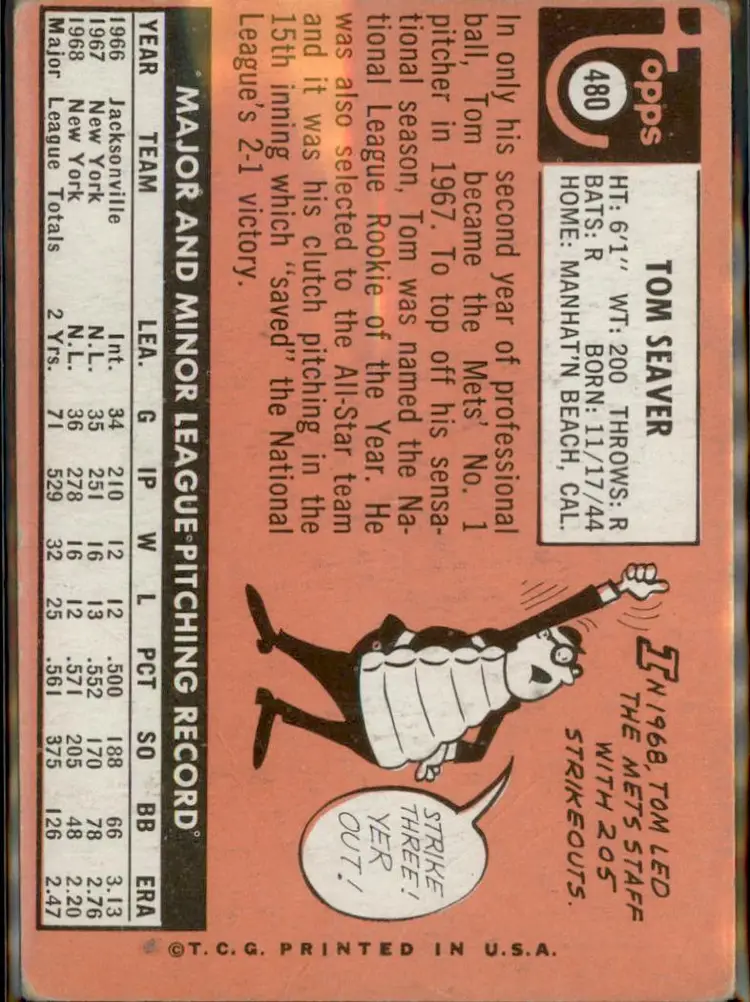 Topps
480
TOM SEAVER
HT: 6'1" WT: 200 THROWS: R
BATS: R BORN: 11/17/44
HOME: MANHAT'N BEACH, CAL.
In only his second year of professional
ball, Tom became the Mets' No. 1
pitcher in 1967. To top off his sensa-
tional season, Tom was named the Na-
tional League Rookie of the Year. He
was also selected to the All-Star team
and it was his clutch pitching in the
15th inning which "saved" the National
League's 2-1 victory.
IN 1968, TOM LED
THE METS STAFF
WITH 205
STRIKEOUTS.
STRIKE
THREE!
YER
OUT!
MAJOR AND MINOR LEAGUE PITCHING RECORD
YEAR TEAM LEA. G IP W L PCT SO BB ERA
1966 Jacksonville Int. 34 210 12 12 .500 188 66 3.13
1967 New York N.L. 35 251 16 13 .552 170 78 2.76
1968 New York N.L. 36 278 16 12 .571 205 48 2.20
Major League Totals 2 Yrs. 71 529 32 25 .561 375 126 2.47
©T.C.G. PRINTED IN U.S.A.